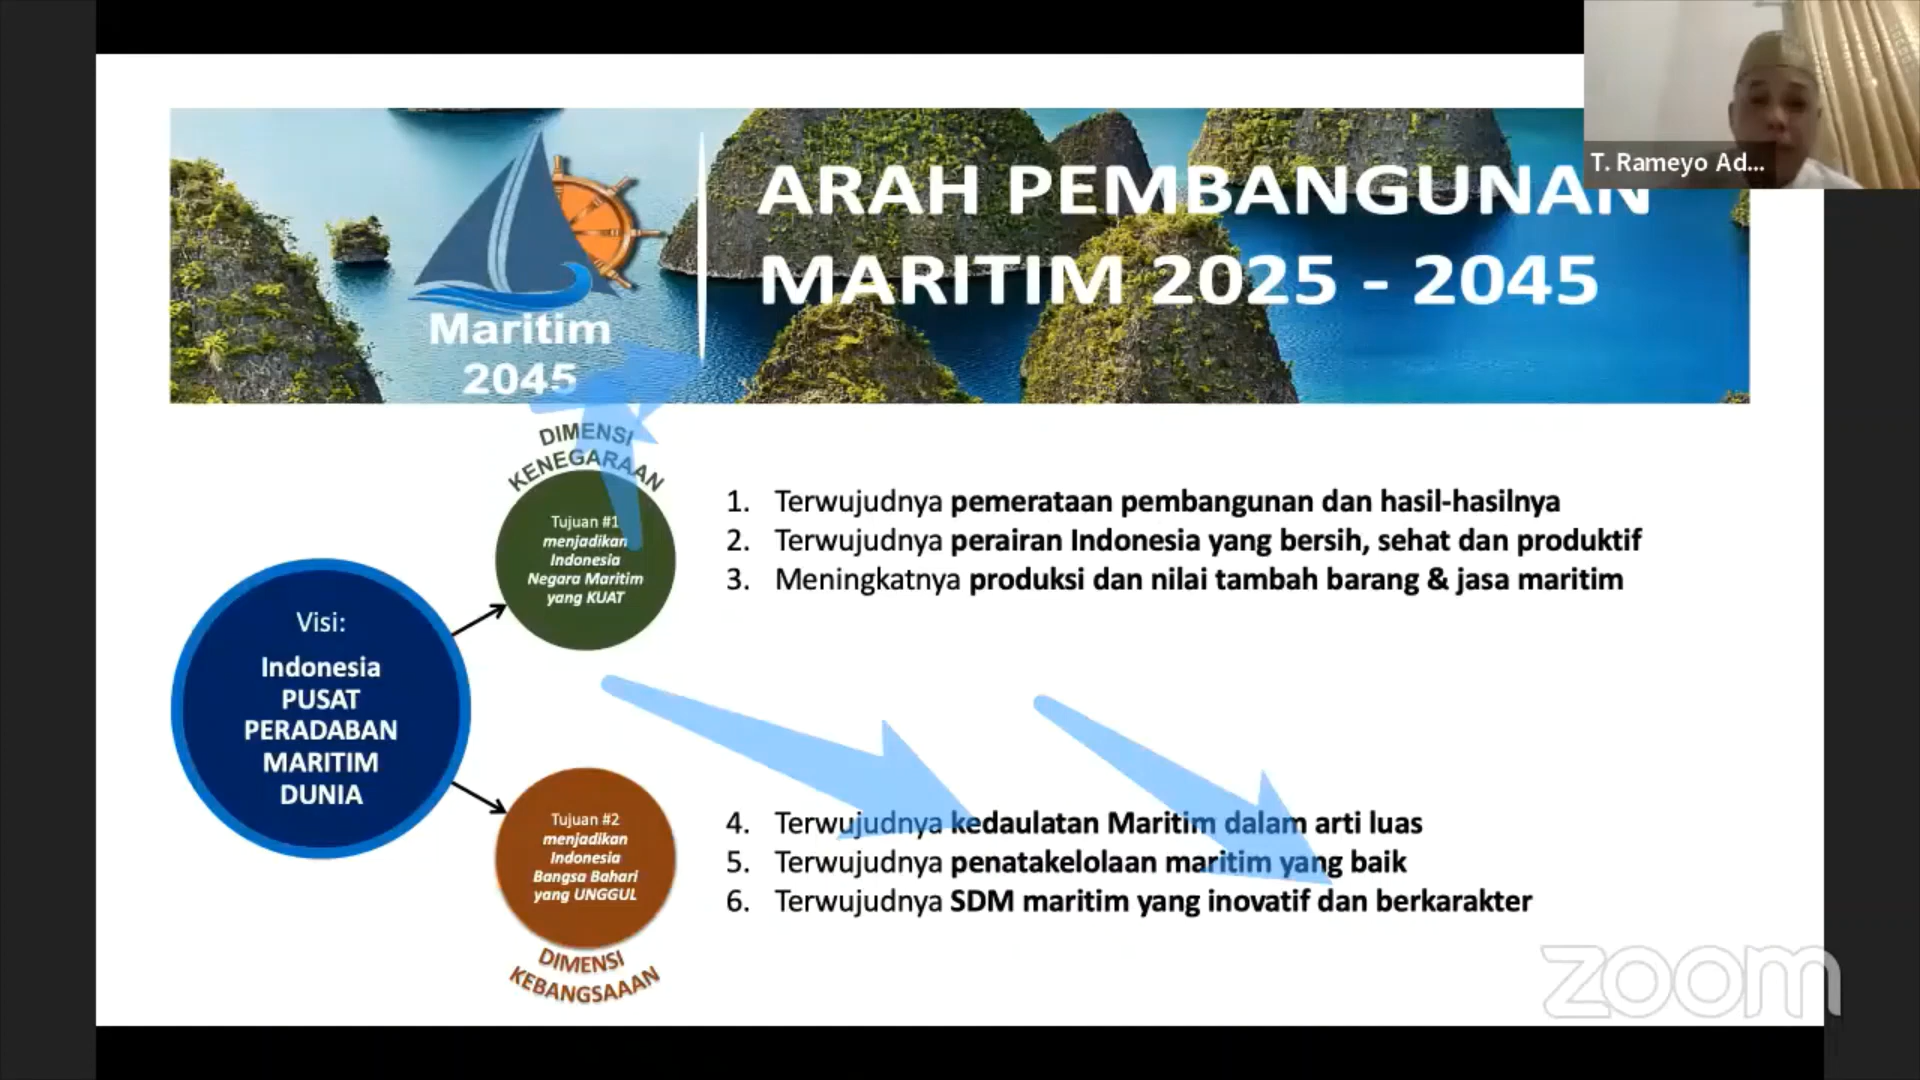 T. Rameyo Ad...
ARAH PEMBANGUNAN
MARITIM 2025 - 2045
Maritim
2045
DIMENSI
KENEGARAAN
Tujuan #1
menjadikan
Indonesia
Negara Maritim
yang KUAT
1. Terwujudnya pemerataan pembangunan dan hasil-hasilnya
2. Terwujudnya perairan Indonesia yang bersih, sehat dan produktif
3. Meningkatnya produksi dan nilai tambah barang & jasa maritim
Visi:
Indonesia
PUSAT
PERADABAN
MARITIM
DUNIA
Tujuan #2
menjadikan
Indonesia
Bangsa Bahari
yang UNGGUL
DIMENSI
KEBANGSAAAN
4. Terwujudnya kedaulatan Maritim dalam arti luas
5. Terwujudnya penatakelolaan maritim yang baik
6. Terwujudnya SDM maritim yang inovatif dan berkarakter
zoom